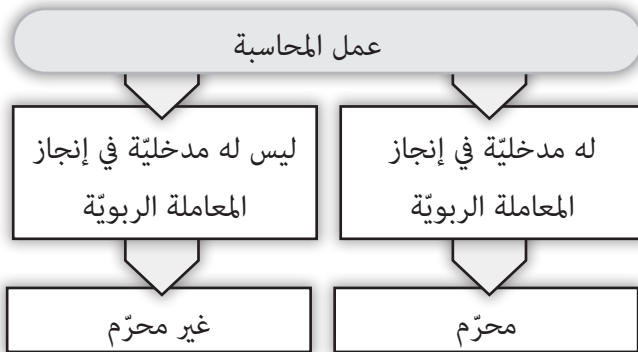 عمل المحاسبة
له مدخليّة في إنجاز
المعاملة الربويّة
ليس له مدخليّة في إنجاز
المعاملة الربويّة
محرّم
غير محرّم